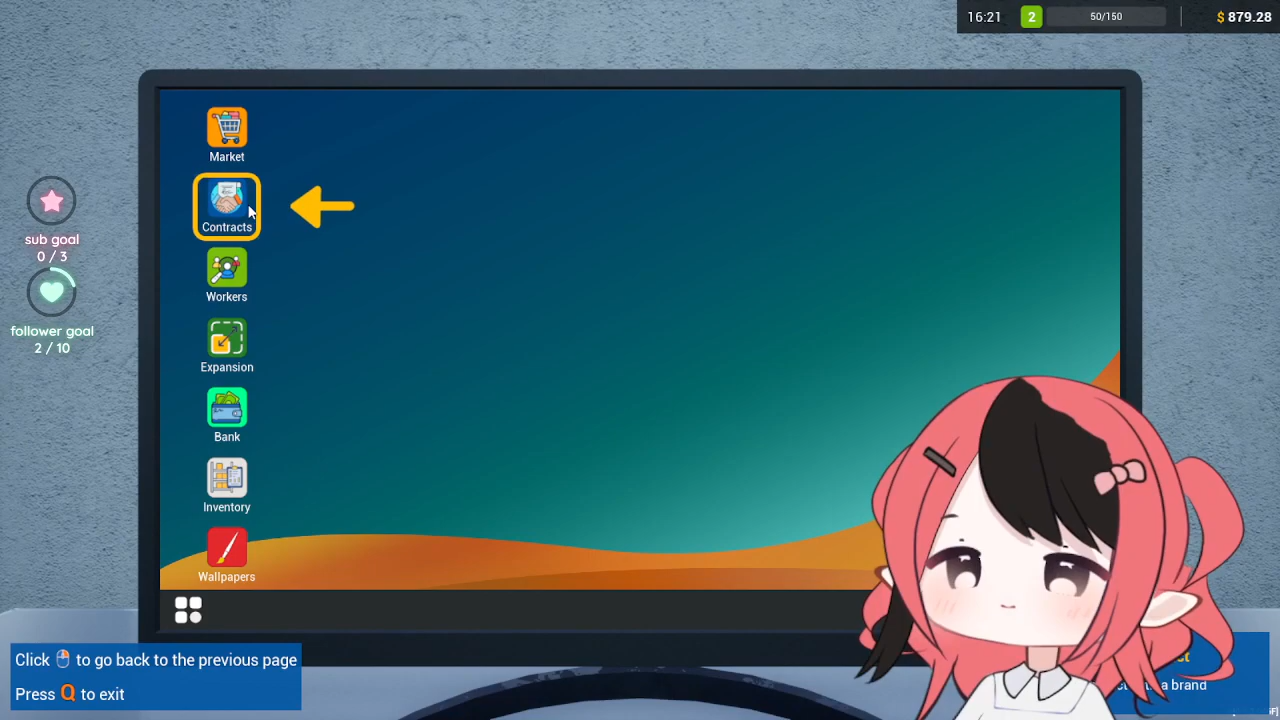 16:21
2
50/150
$ 879.28
Market
Contracts
Workers
Expansion
Bank
Inventory
Wallpapers
sub goal
0 / 3
follower goal
2 / 10
Click to go back to the previous page
Press Q to exit
a brand